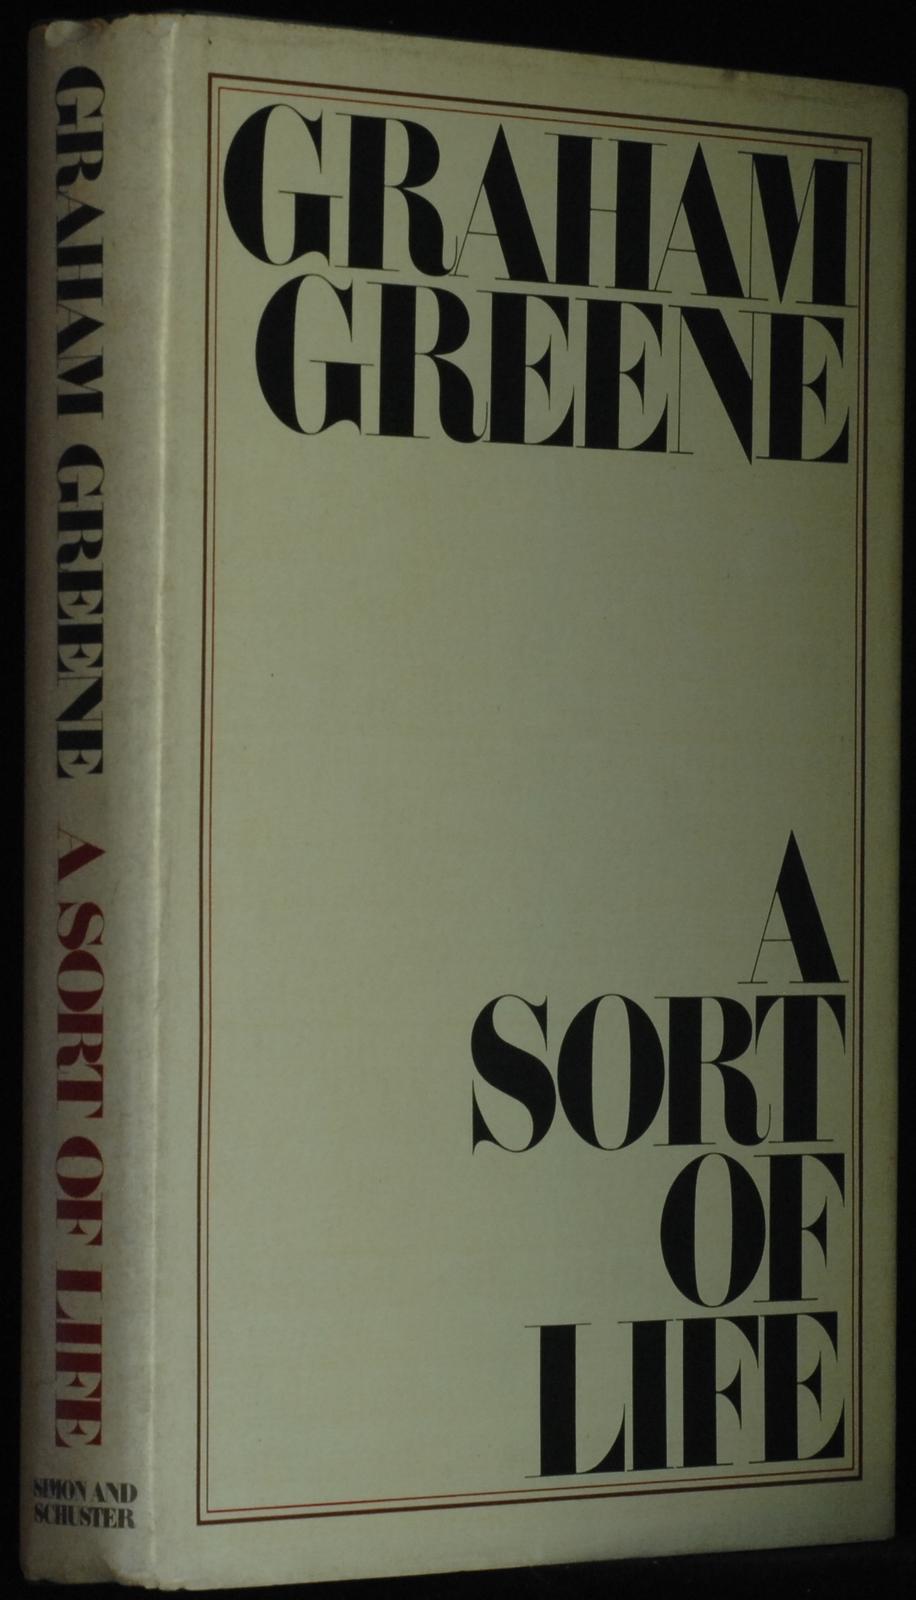 GRAHAM GREENE A SORT OF LIFE
SIMON AND
SCHUSTER
GRAHAM
GREENE
A
SORT
OF
LIFE